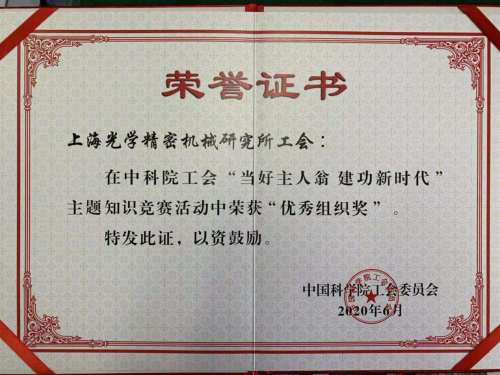 荣誉证书
上海光学精密机械研究所工会：
在中科院工会“当好主人翁 建功新时代”
主题知识竞赛活动中荣获“优秀组织奖”。
特发此证，以资鼓励。
中国科学院工会委员会
2020年6月